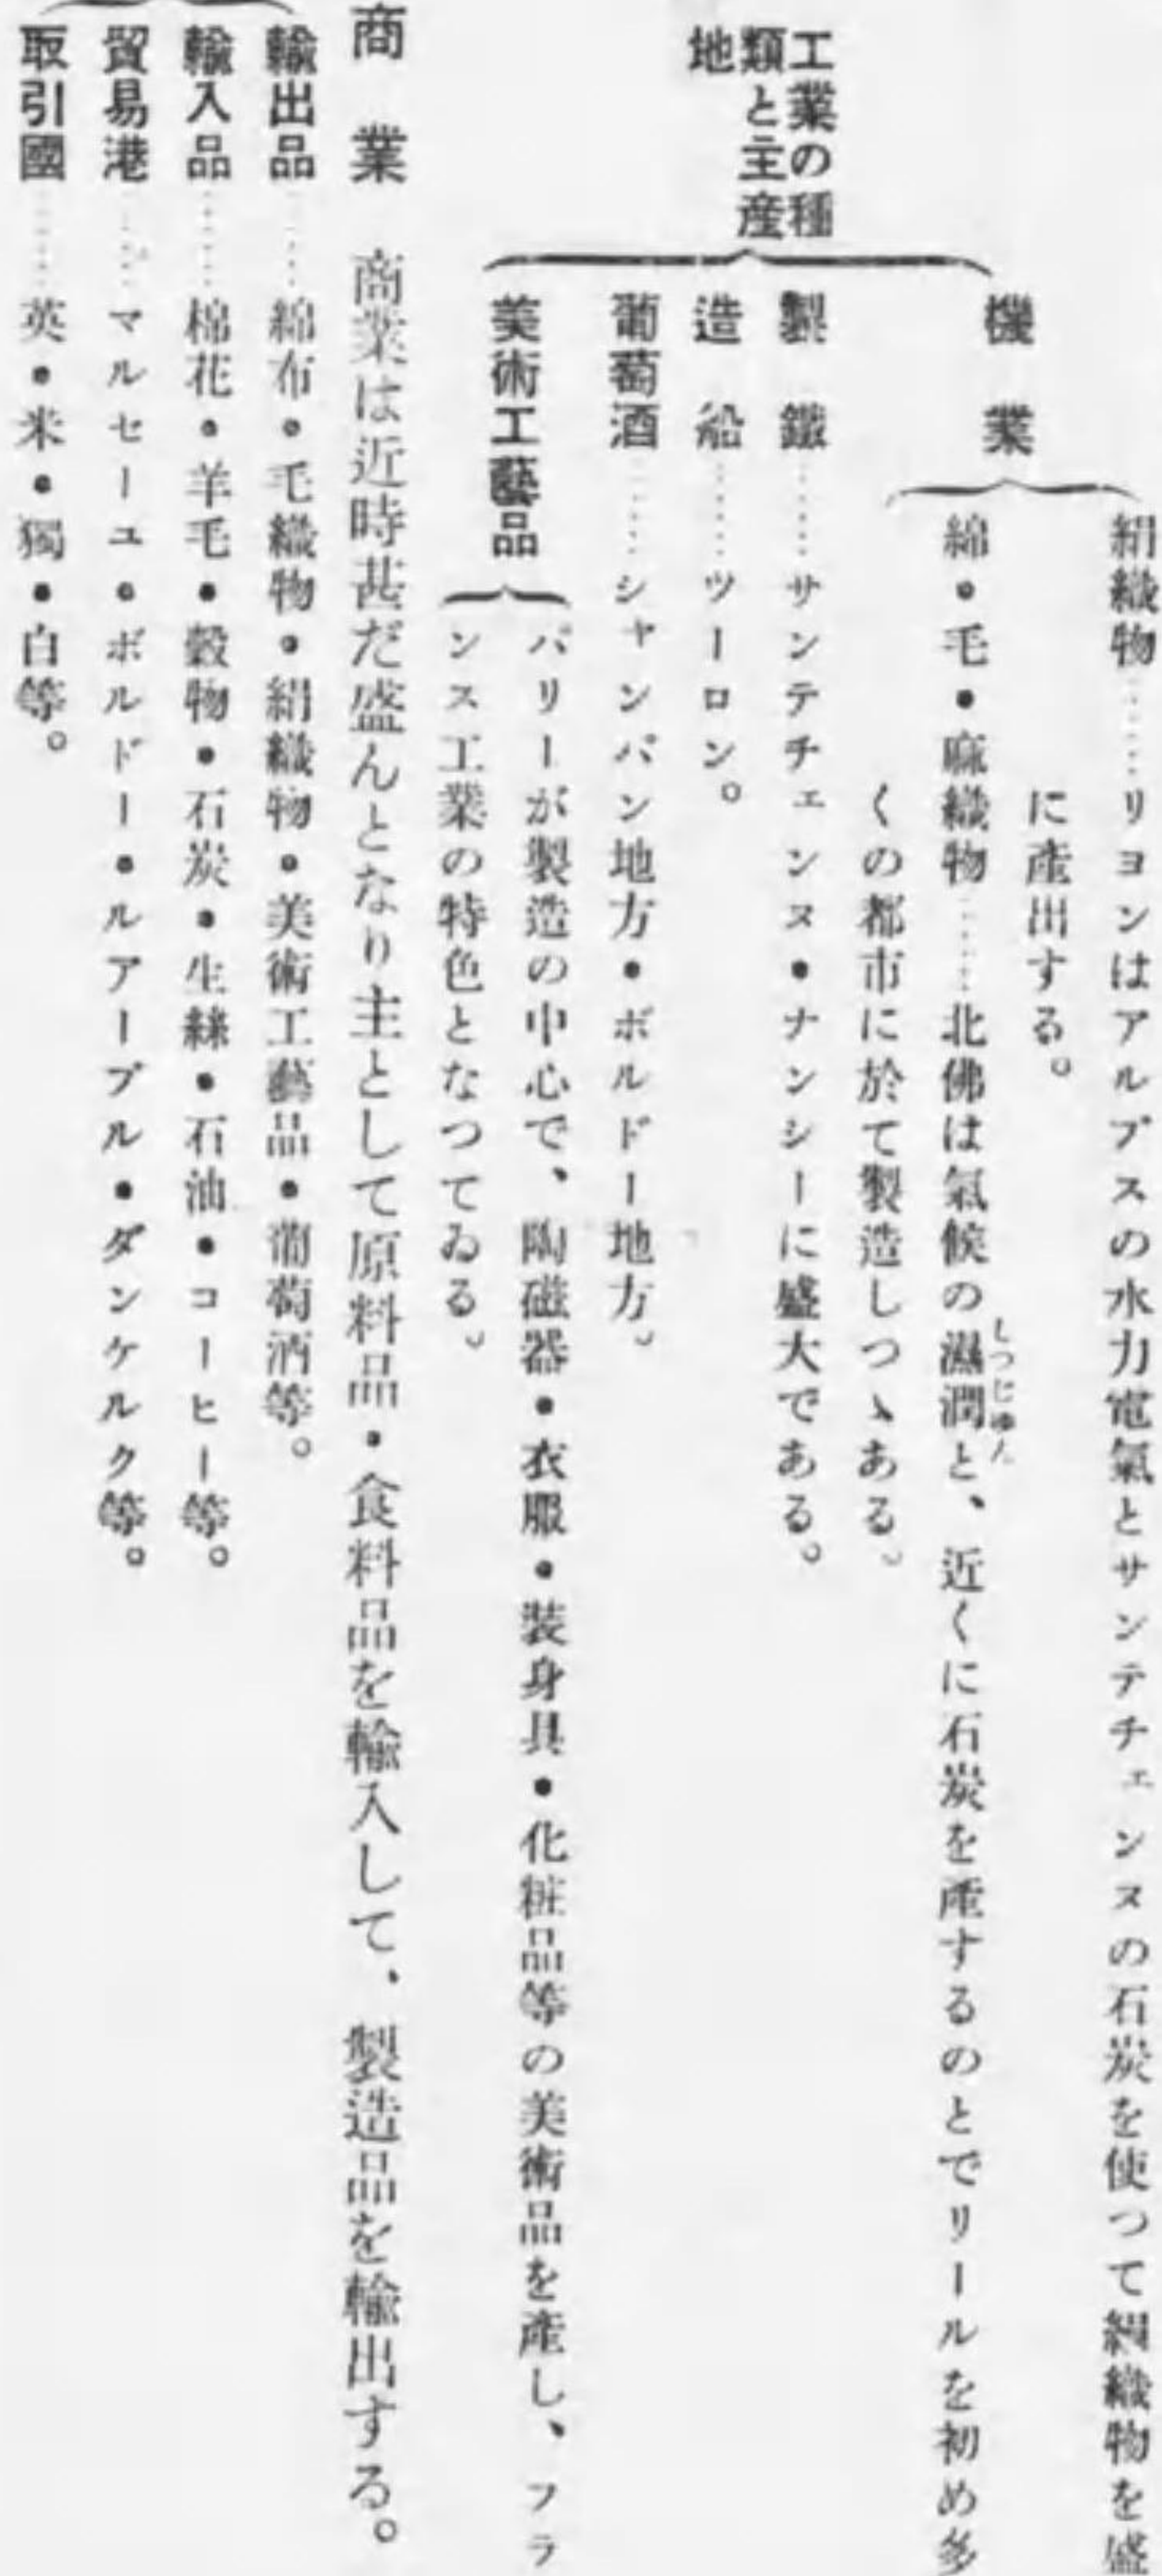 工業の種
類と主産
地
機業
絹織物……リヨンはアルプスの水力電氣とサンテチェンヌの石炭を使つて絹織物を盛
に産出する。
綿・毛・麻織物……北佛は氣候の濕潤と、近くに石炭を産するのとでリールを初め多
しつじゆん
くの都市に於て製造しつゝある。
製鐵……サンテチェンヌ・ナンシーに盛大である。
造船……ツーロン。
葡萄酒……シャンパン地方・ボルドー地方。
美術工藝品
パリーが製造の中心で、陶磁器・衣服・装身具・化粧品等の美術品を産し、フラ
ンス工業の特色となつてゐる。
商業 商業は近時甚だ盛んとなり主として原料品・食料品を輸入して、製造品を輸出する。
輸出品……綿布・毛織物・絹織物・美術工藝品・葡萄酒等。
輸入品……棉花・羊毛・穀物・石炭・生絲・石油・コーヒー等。
貿易港……マルセーユ・ボルドー・ルアーブル・ダンケルク等。
取引國……英・米・獨・白等。